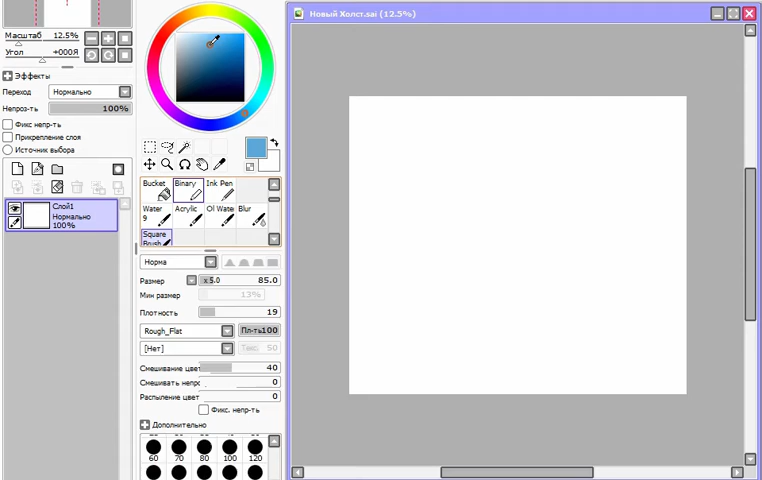 Новый Холст.sai (12.5%)
Масштаб 12.5%
Угол +000Я
Эффекты
Переход Нормально
Непроз-ть 100%
Фикс непр-ть
Прикрепление слоя
Источник выбора
Слой1
Нормально
100%
Bucket Binary Ink Pen
Water Acrylic Oil Wate Blur
9
Square
Brush
Норма
Размер x 5.0 85.0
Мин размер 13%
Плотность 19
Rough_Flat Пл-ть100
[Нет] Текс. 50
Смешивание цвет 40
Смешивать непро 0
Распыление цвет 0
Фикс. непр-ть
Дополнительно
60 70 80 100 120